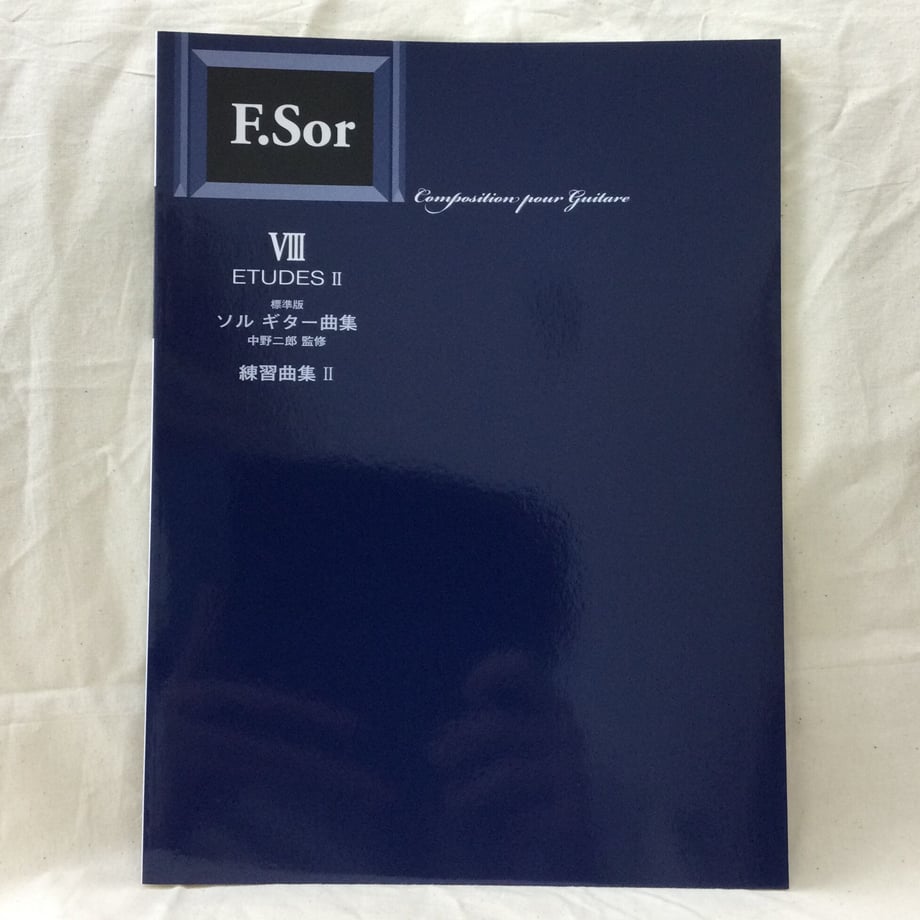 F.Sor
Composition pour Guitare
VIII
ETUDES II
標準版
ソル ギター曲集
中野二郎 監修
練習曲集 II